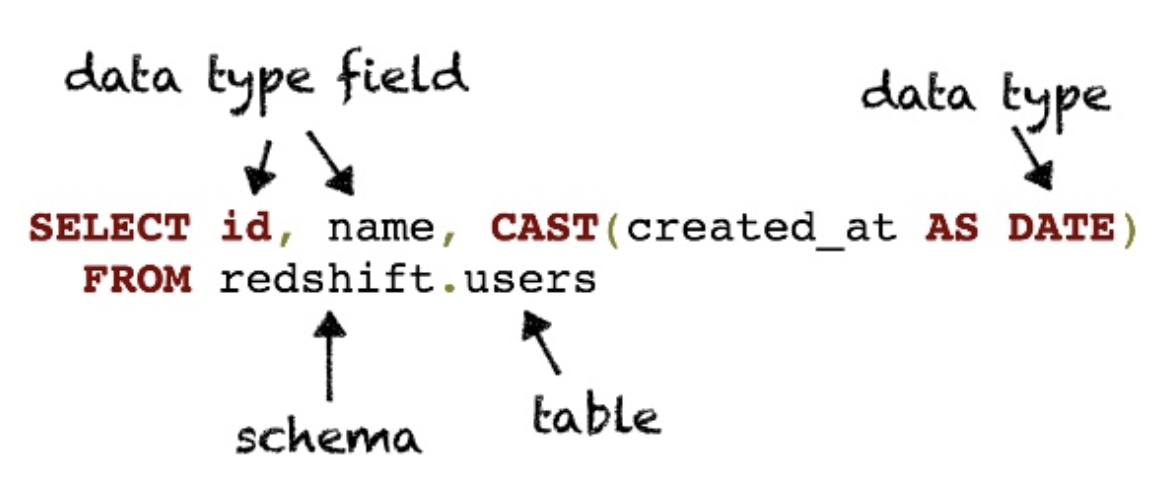 data type field
data type
SELECT id, name, CAST(created_at AS DATE)
FROM redshift.users
schema
table